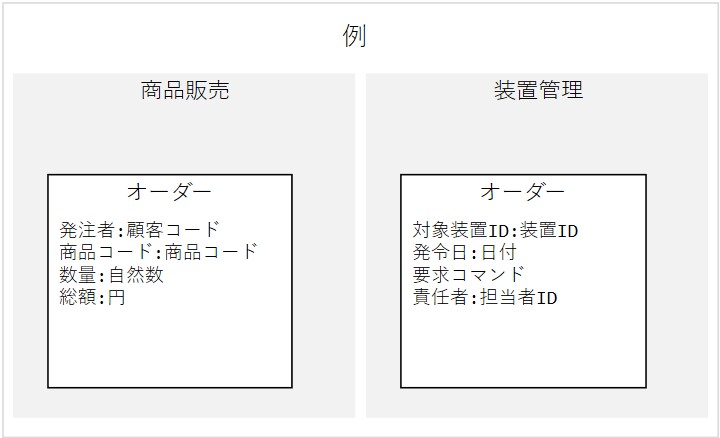 例
商品販売
オーダー
発注者:顧客コード
商品コード:商品コード
数量:自然数
総額:円
装置管理
オーダー
対象装置ID:装置ID
発令日:日付
要求コマンド
責任者:担当者ID